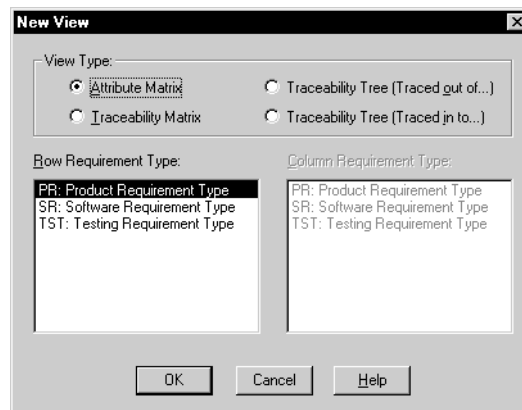 New View
View Type:
Attribute Matrix
Traceability Tree (Traced out of...)
Traceability Matrix
Traceability Tree (Traced in to...)
Row Requirement Type:
Column Requirement Type:
PR: Product Requirement Type
SR: Software Requirement Type
TST: Testing Requirement Type
PR: Product Requirement Type
SR: Software Requirement Type
TST: Testing Requirement Type
OK
Cancel
Help